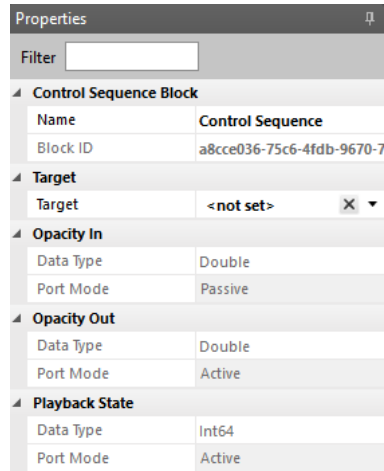 Properties
Filter
Control Sequence Block
Name Control Sequence
Block ID a8cce036-75c6-4fdb-9670-7
Target
Target <not set>
Opacity In
Data Type Double
Port Mode Passive
Opacity Out
Data Type Double
Port Mode Active
Playback State
Data Type Int64
Port Mode Active